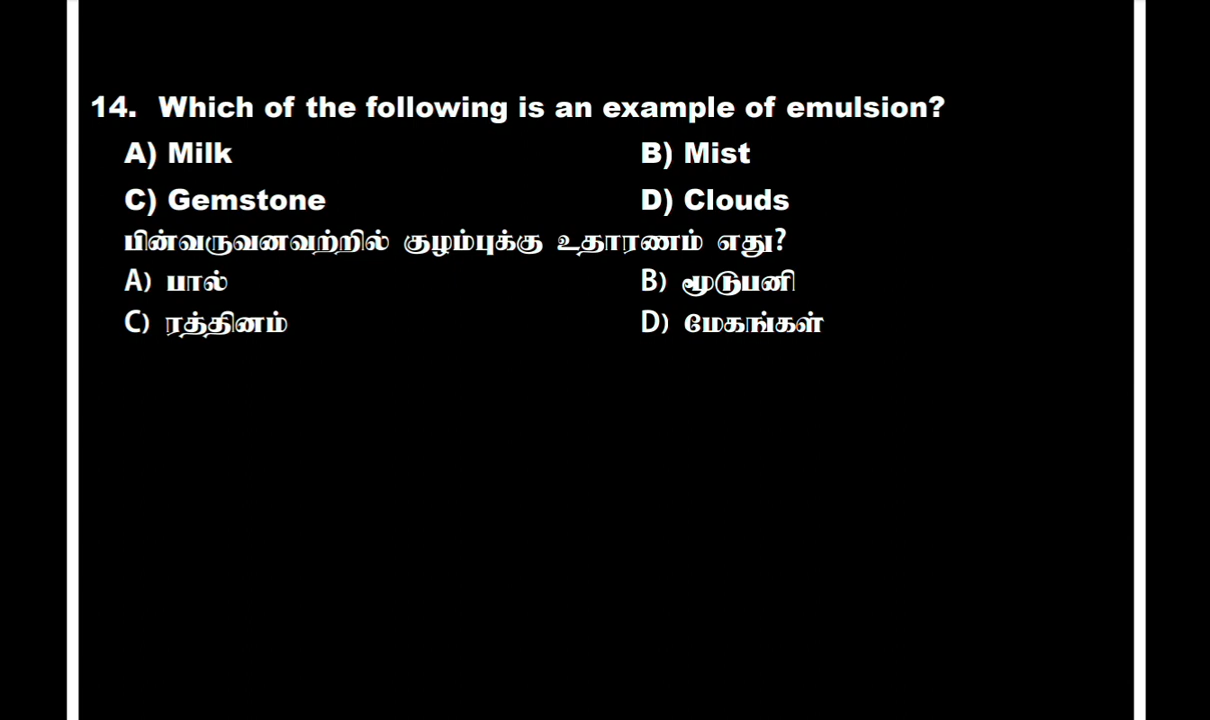 14. Which of the following is an example of emulsion?
A) Milk B) Mist
C) Gemstone D) Clouds
பின்வருவனவற்றில் குழம்புக்கு உதாரணம் எது?
A) பால் B) மூடுபனி
C) ரத்தினம் D) மேகங்கள்